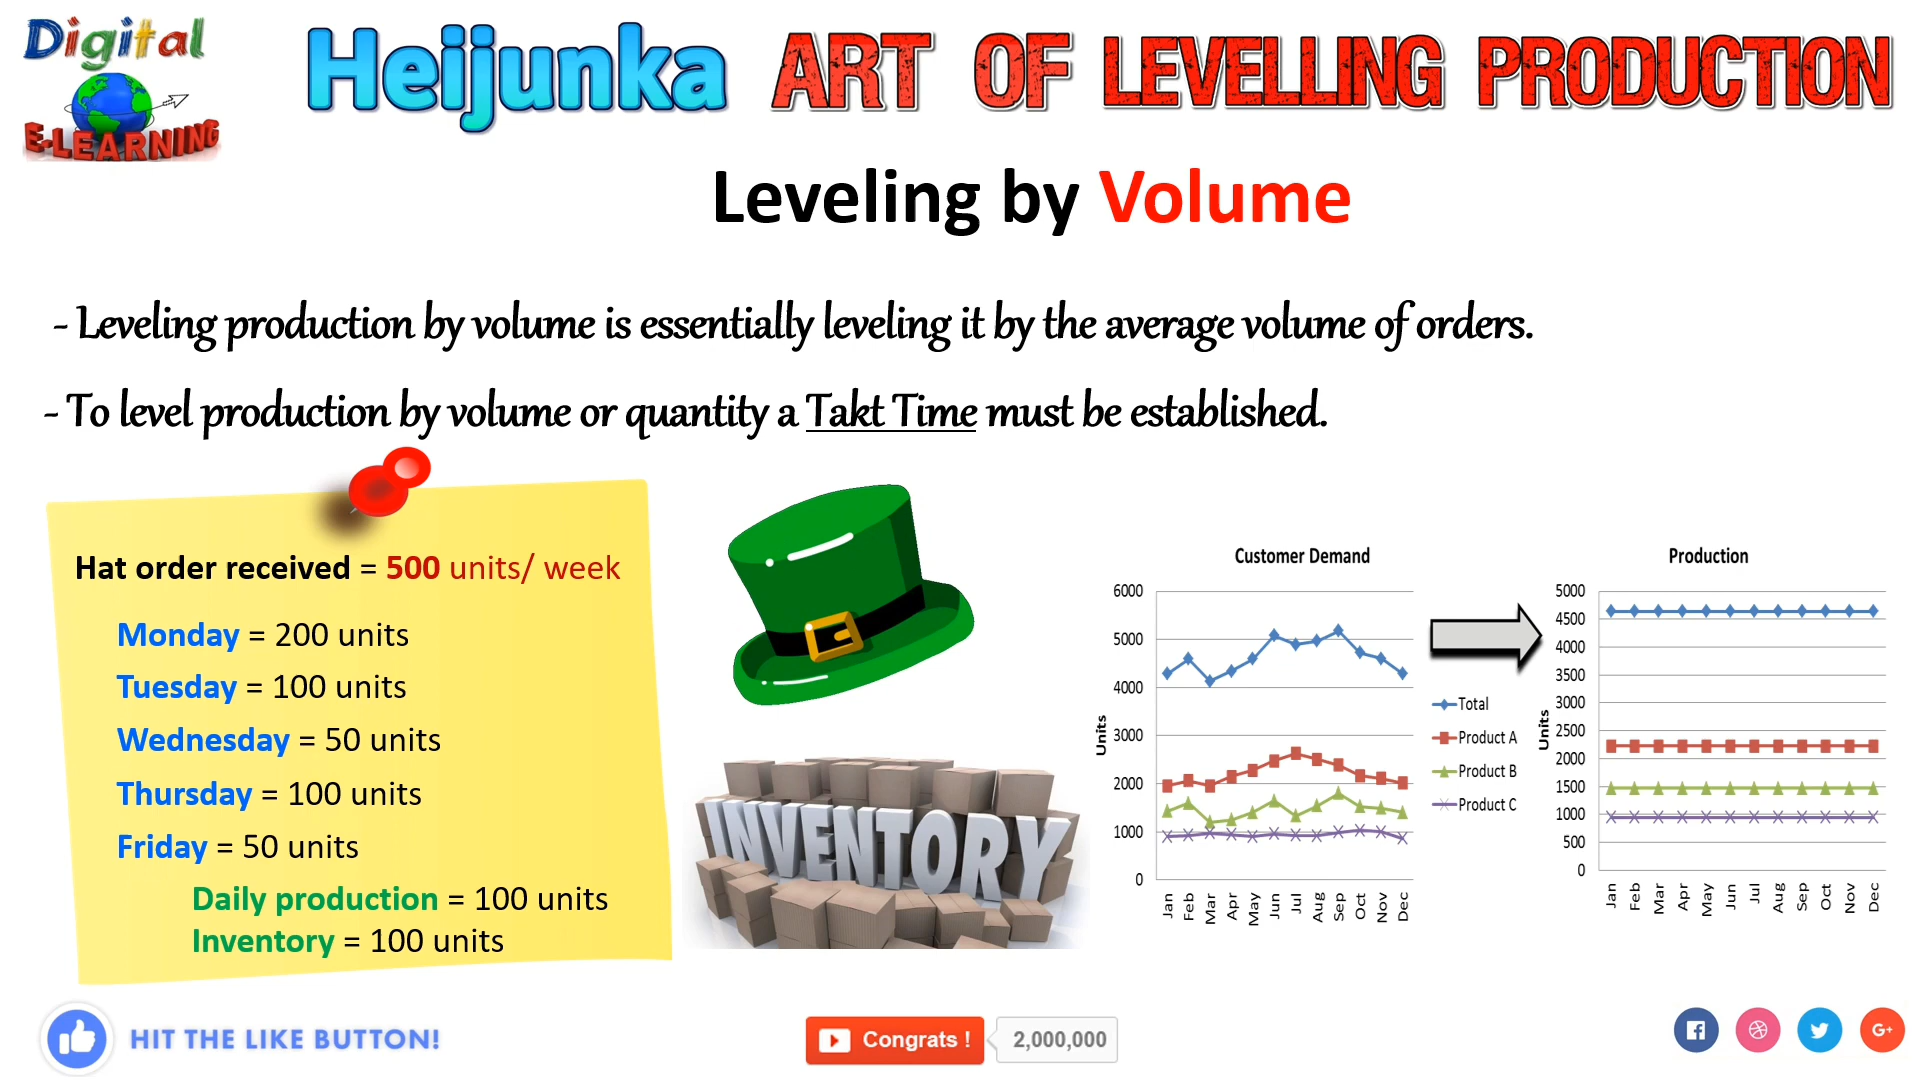 Digital
E-LEARNING
Heijunka ART OF LEVELLING PRODUCTION
Leveling by Volume
- Leveling production by volume is essentially leveling it by the average volume of orders.
- To level production by volume or quantity a Takt Time must be established.
Hat order received = 500 units/ week
Monday = 200 units
Tuesday = 100 units
Wednesday = 50 units
Thursday = 100 units
Friday = 50 units
Daily production = 100 units
Inventory = 100 units
INVENTORY
Customer Demand
Units
6000
5000
4000
3000
2000
1000
0
Jan Feb Mar Apr May Jun Jul Aug Sep Oct Nov Dec
Total
Product A
Product B
Product C
Production
Units
5000
4500
4000
3500
3000
2500
2000
1500
1000
500
0
Jan Feb Mar Apr May Jun Jul Aug Sep Oct Nov Dec
HIT THE LIKE BUTTON!
Congrats ! 2,000,000
G+